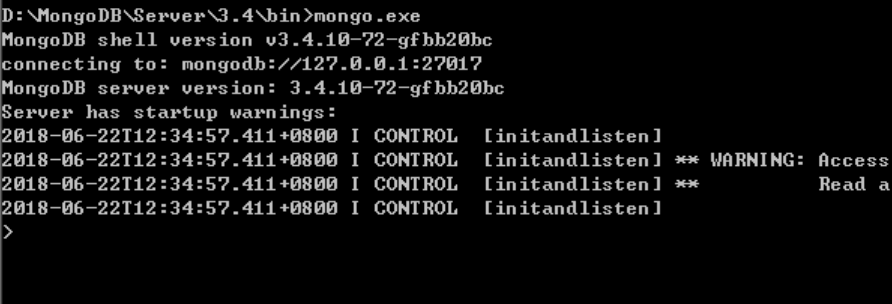 D:\MongoDB\Server\3.4\bin>mongo.exe
MongoDB shell version v3.4.10-72-gfbb20bc
connecting to: mongodb://127.0.0.1:27017
MongoDB server version: 3.4.10-72-gfbb20bc
Server has startup warnings:
2018-06-22T12:34:57.411+0800 I CONTROL  [initandlisten]
2018-06-22T12:34:57.411+0800 I CONTROL  [initandlisten] ** WARNING: Access
2018-06-22T12:34:57.411+0800 I CONTROL  [initandlisten] **          Read a
2018-06-22T12:34:57.411+0800 I CONTROL  [initandlisten]
>